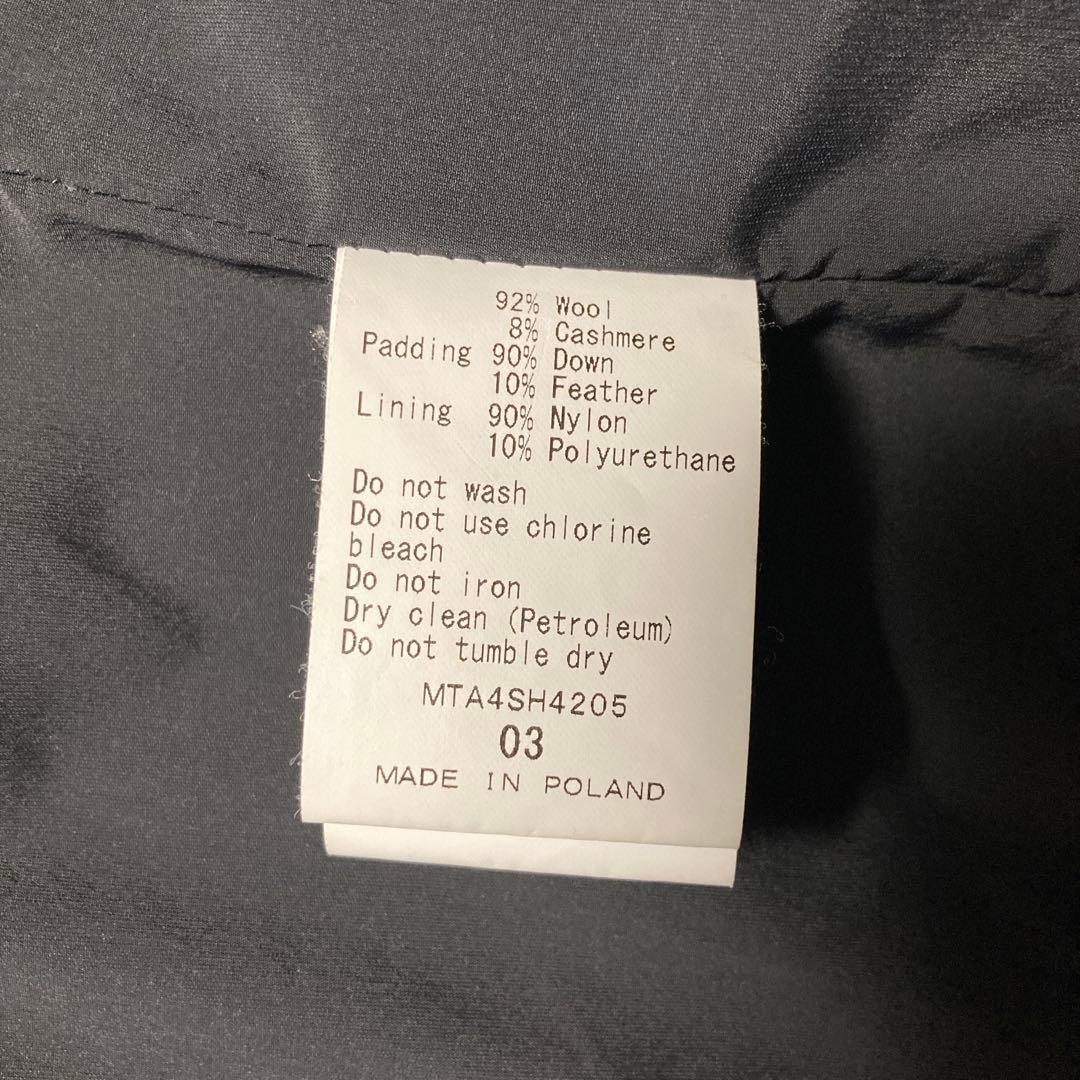 92% Wool
8% Cashmere
Padding 90% Down
10% Feather
Lining 90% Nylon
10% Polyurethane
Do not wash
Do not use chlorine
bleach
Do not iron
Dry clean (Petroleum)
Do not tumble dry
MTA4SH4205
03
MADE IN POLAND